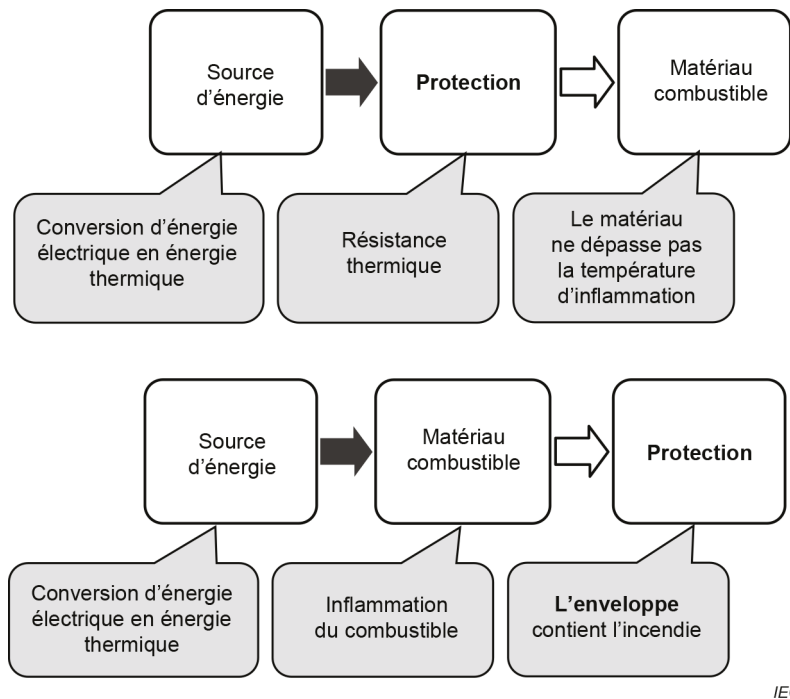 Source
d’énergie
Protection
Matériau
combustible
Conversion d’énergie
électrique en énergie
thermique
Résistance
thermique
Le matériau
ne dépasse pas
la température
d’inflammation
Source
d’énergie
Matériau
combustible
Protection
Conversion d’énergie
électrique en énergie
thermique
Inflammation
du combustible
L’enveloppe
contient l’incendie